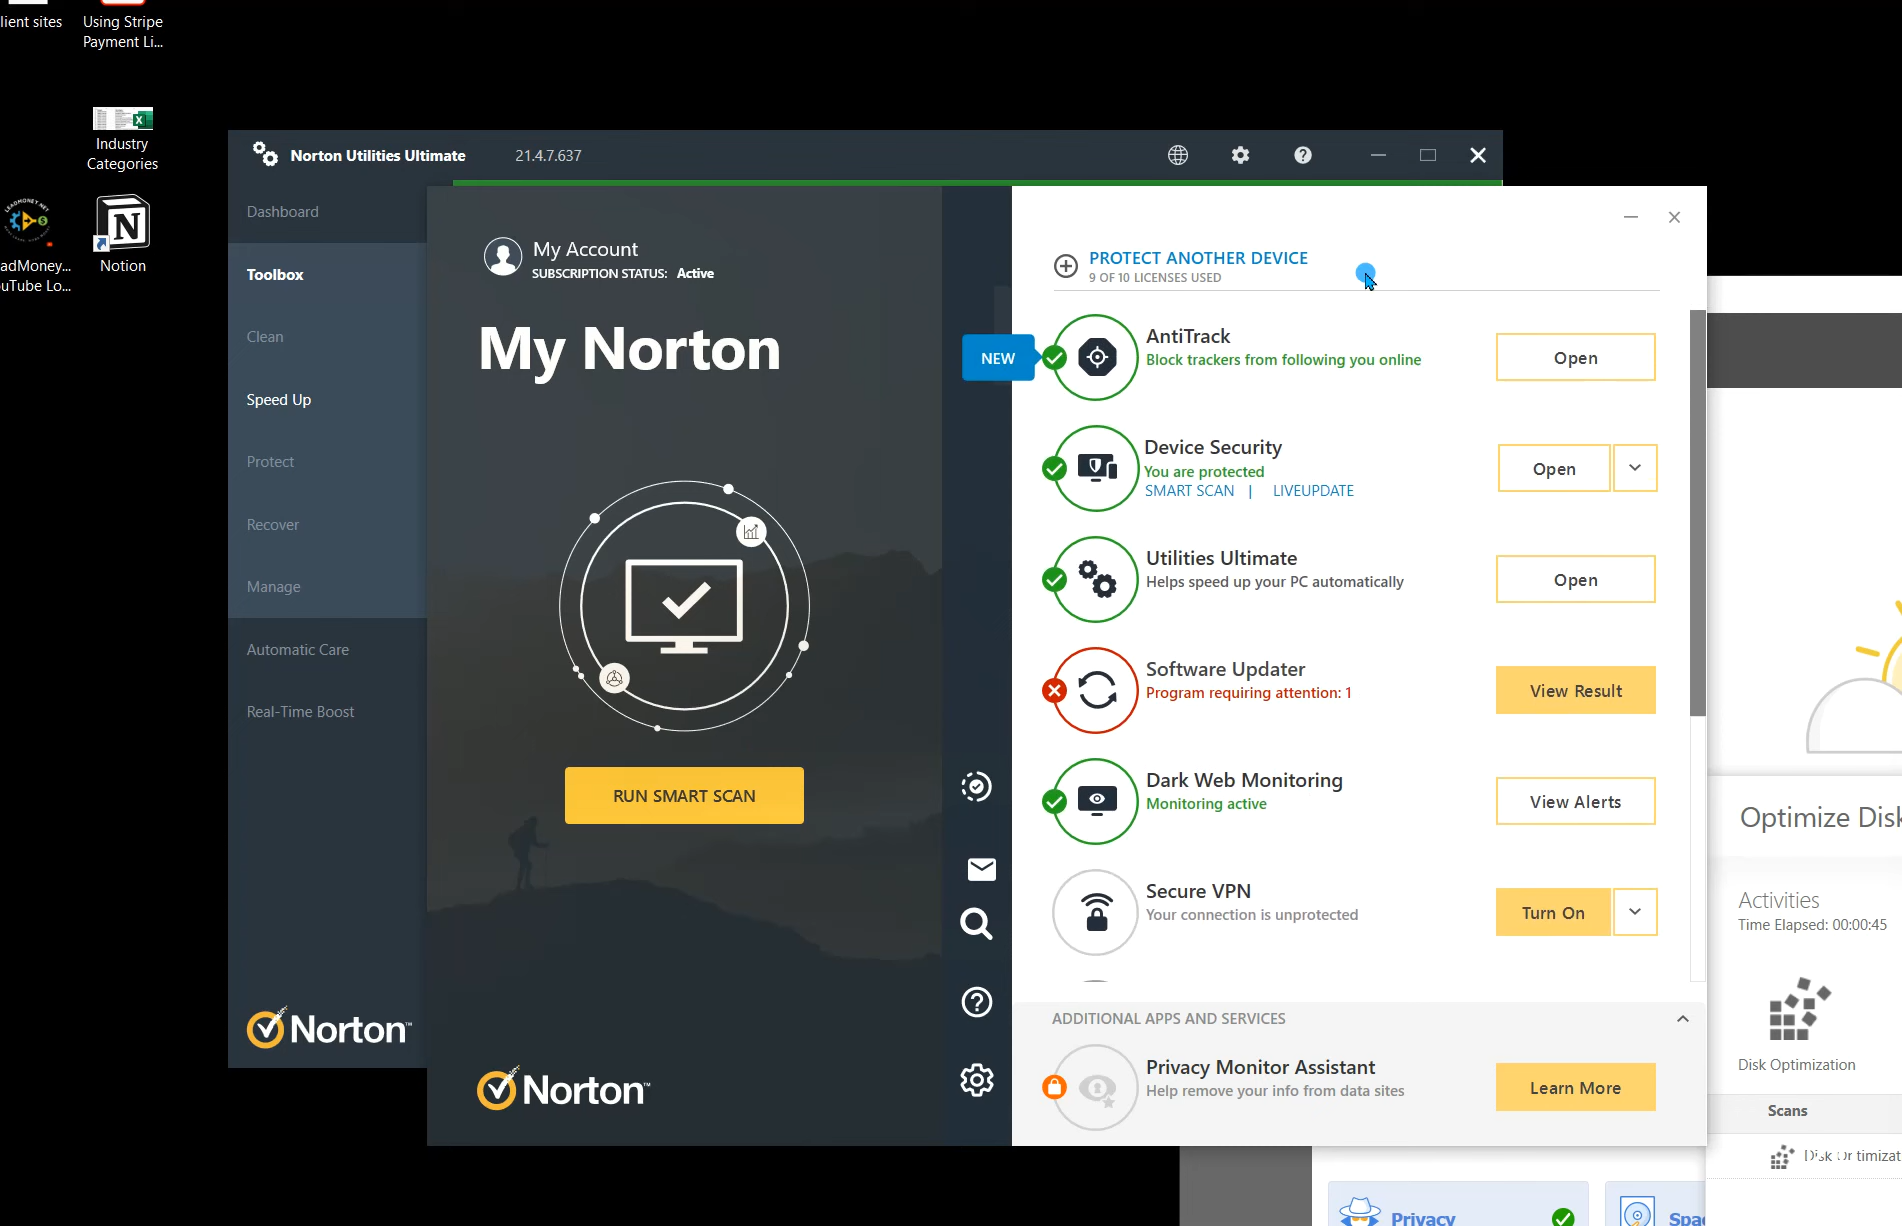 lient sites
Using Stripe
Payment Li...
Industry
Categories
N
Notion
LEADMONEY.NET
adMoney...
uTube Lo...
Norton Utilities Ultimate
21.4.7.637
Dashboard
Toolbox
Clean
Speed Up
Protect
Recover
Manage
Automatic Care
Real-Time Boost
Norton™
My Account
SUBSCRIPTION STATUS: Active
My Norton
RUN SMART SCAN
Norton™
PROTECT ANOTHER DEVICE
9 OF 10 LICENSES USED
NEW
AntiTrack
Block trackers from following you online
Open
Device Security
You are protected
SMART SCAN | LIVEUPDATE
Open
Utilities Ultimate
Helps speed up your PC automatically
Open
Software Updater
Program requiring attention: 1
View Result
Dark Web Monitoring
Monitoring active
View Alerts
Secure VPN
Your connection is unprotected
Turn On
ADDITIONAL APPS AND SERVICES
Privacy Monitor Assistant
Help remove your info from data sites
Learn More
Optimize Disk
Activities
Time Elapsed: 00:00:45
Disk Optimization
Scans
Disk
Privacy
Spac